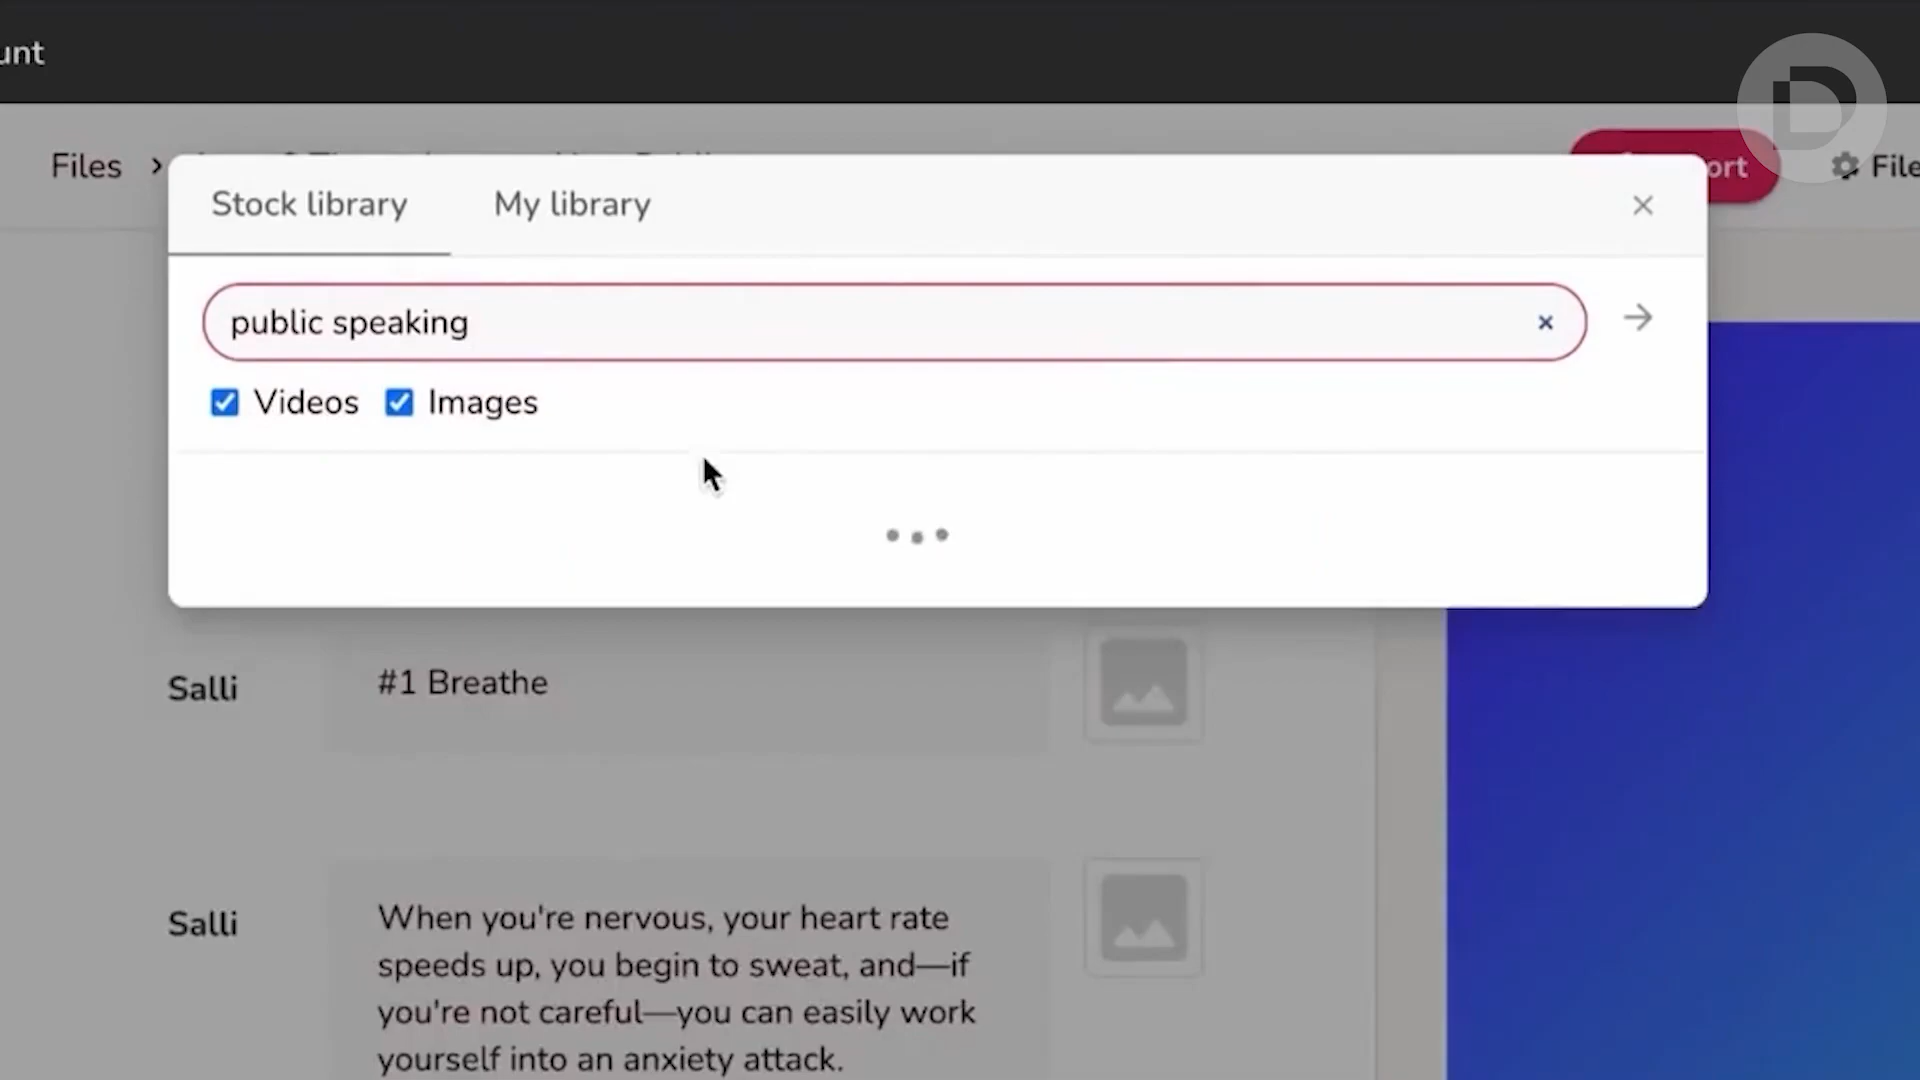 unt
Files >
ort
File
Stock library
My library
×
public speaking
×
Videos
Images
Salli
#1 Breathe
Salli
When you're nervous, your heart rate
speeds up, you begin to sweat, and—if
you're not careful—you can easily work
yourself into an anxiety attack.